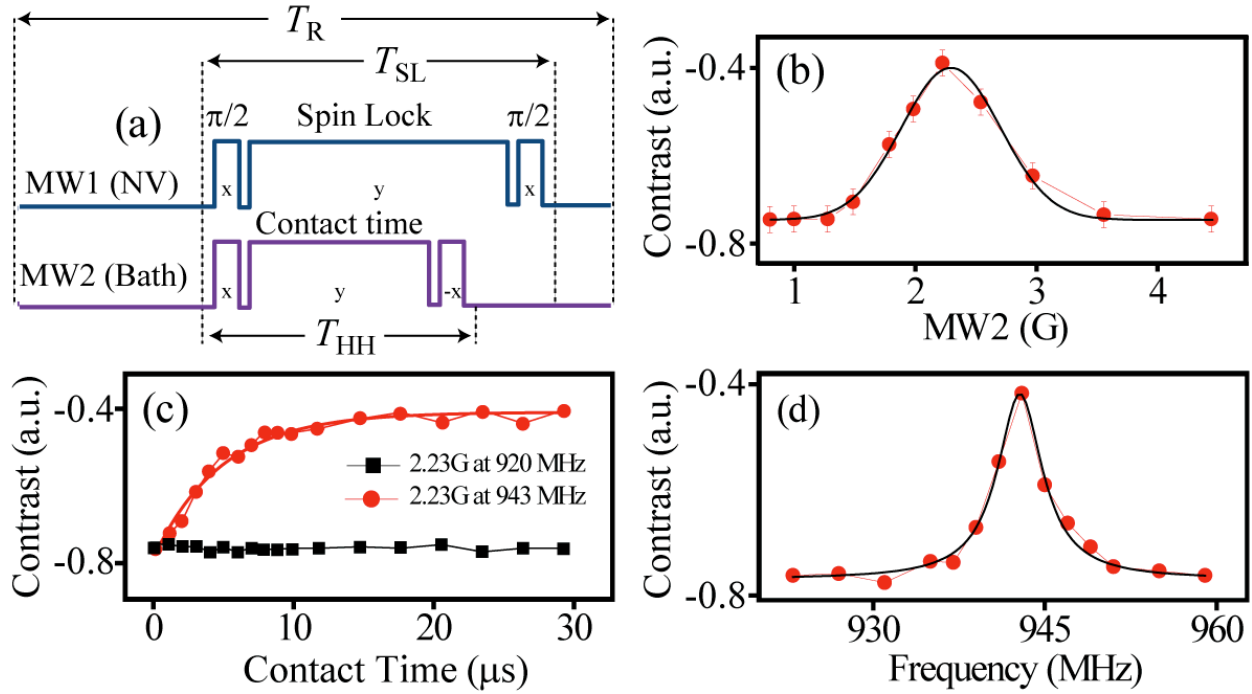 T_R
T_SL
(a)
π/2 Spin Lock π/2
MW1 (NV)
x y x
Contact time
MW2 (Bath)
x y -x
T_HH
(b)
Contrast (a.u.)
-0.4
-0.8
1 2 3 4
MW2 (G)
(c)
Contrast (a.u.)
-0.4
-0.8
2.23G at 920 MHz
2.23G at 943 MHz
0 10 20 30
Contact Time (μs)
(d)
Contrast (a.u.)
-0.4
-0.8
930 945 960
Frequency (MHz)